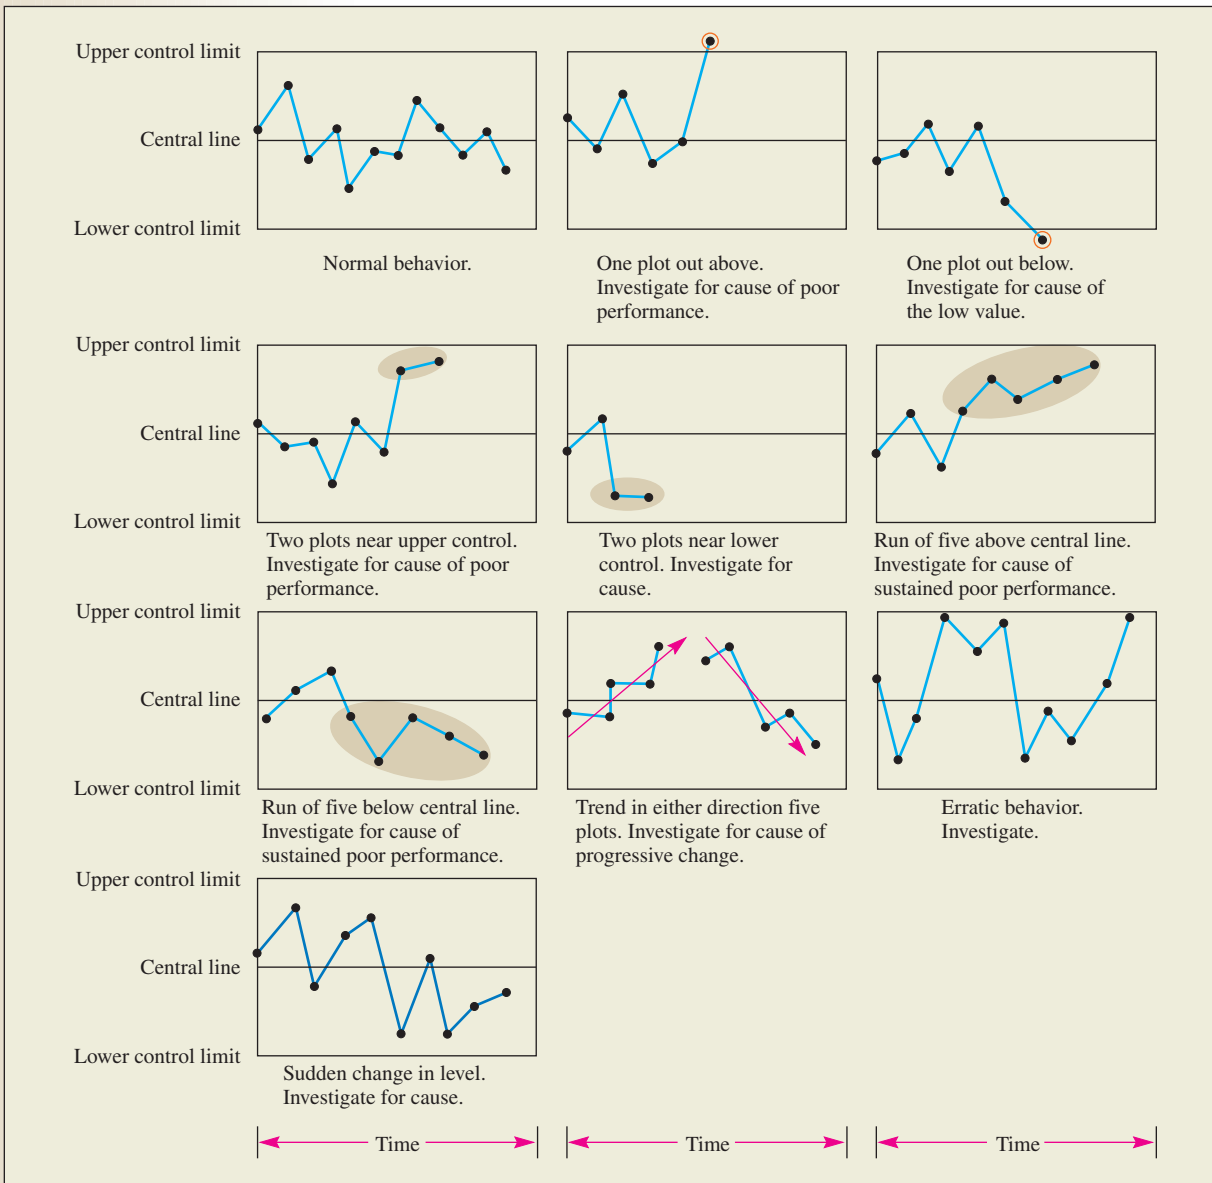 Upper control limit
Central line
Lower control limit
Normal behavior.
One plot out above.
Investigate for cause of poor
performance.
One plot out below.
Investigate for cause of
the low value.
Upper control limit
Central line
Lower control limit
Two plots near upper control.
Investigate for cause of poor
performance.
Two plots near lower
control. Investigate for
cause.
Run of five above central line.
Investigate for cause of
sustained poor performance.
Upper control limit
Central line
Lower control limit
Run of five below central line.
Investigate for cause of
sustained poor performance.
Trend in either direction five
plots. Investigate for cause of
progressive change.
Erratic behavior.
Investigate.
Upper control limit
Central line
Lower control limit
Sudden change in level.
Investigate for cause.
Time
Time
Time